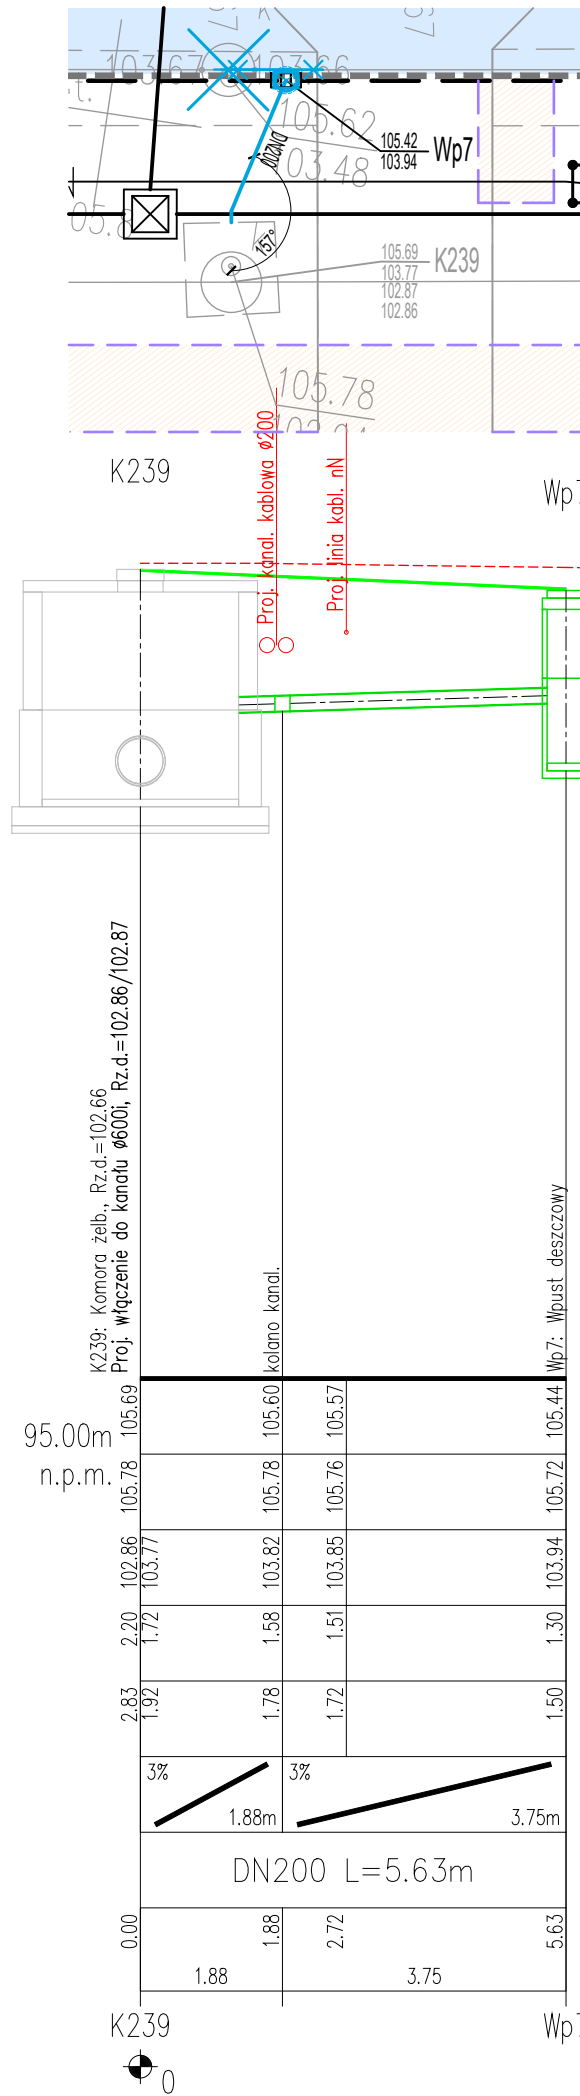 103.67
103.66
105.62
103.48
DN200
105.42
103.94
Wp7
157°
105.69
103.77
102.87
102.86
K239
105.78
K239
Proj. kanal. kablowa ø200
Proj. linia kabl. nN
K239: Komora żelb., Rz.d.=102.66
Proj. włączenie do kanału ø600i, Rz.d.=102.86/102.87
kolano kanal.
Wp7: Wpust deszczowy
95.00m
n.p.m.
105.69 105.60 105.57 105.44
105.78 105.78 105.76 105.72
102.86 103.77 103.82 103.85 103.94
2.20 1.72 1.58 1.51 1.30
2.83 1.92 1.78 1.72 1.50
3% 3%
1.88m 3.75m
DN200 L=5.63m
0.00 1.88 2.72 5.63
1.88 3.75
K239
0